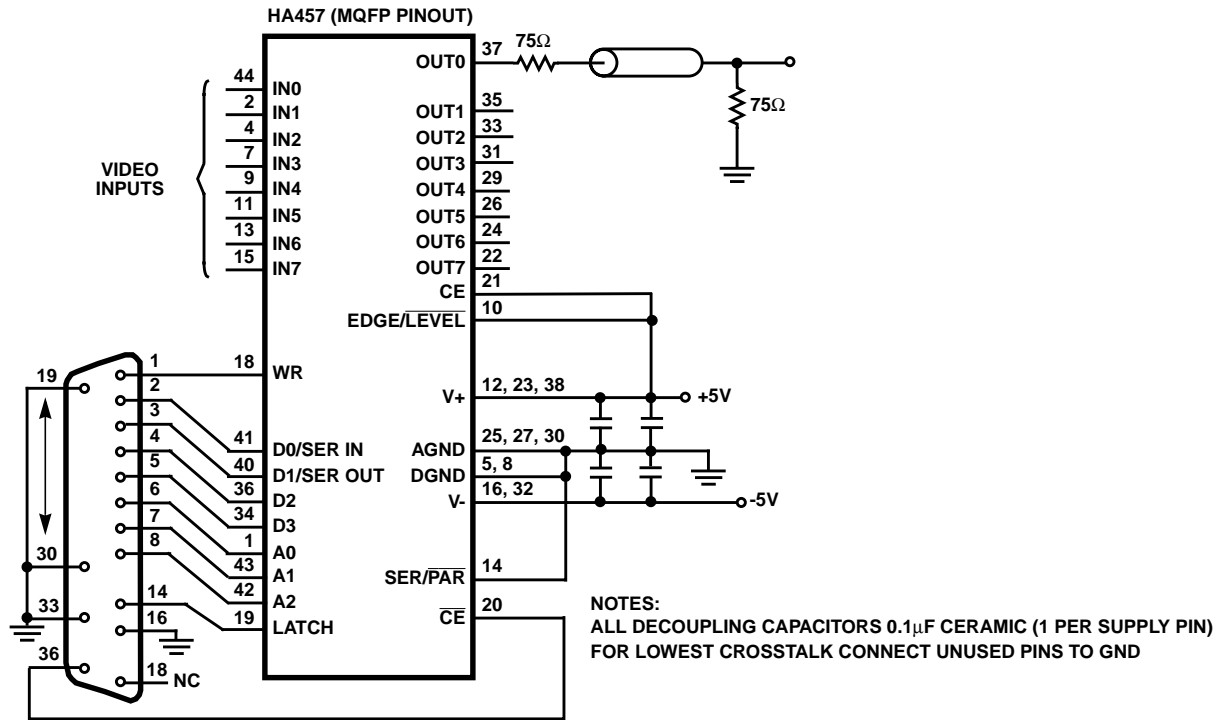 HA457 (MQFP PINOUT)
OUT0 37 75Ω
75Ω
VIDEO
INPUTS
44 IN0
2 IN1
4 IN2
7 IN3
9 IN4
11 IN5
13 IN6
15 IN7
OUT1 35
OUT2 33
OUT3 31
OUT4 29
OUT5 26
OUT6 24
OUT7 22
CE 21
EDGE/LEVEL 10
V+ 12, 23, 38 +5V
AGND 25, 27, 30
DGND 5, 8
V- 16, 32 -5V
SER/PAR 14
CE 20
19
30
33
36
1 18 WR
2 41 D0/SER IN
3 40 D1/SER OUT
4 36 D2
5 34 D3
6 1 A0
7 43 A1
8 42 A2
14 19 LATCH
16
18 NC
NOTES:
ALL DECOUPLING CAPACITORS 0.1μF CERAMIC (1 PER SUPPLY PIN)
FOR LOWEST CROSSTALK CONNECT UNUSED PINS TO GND